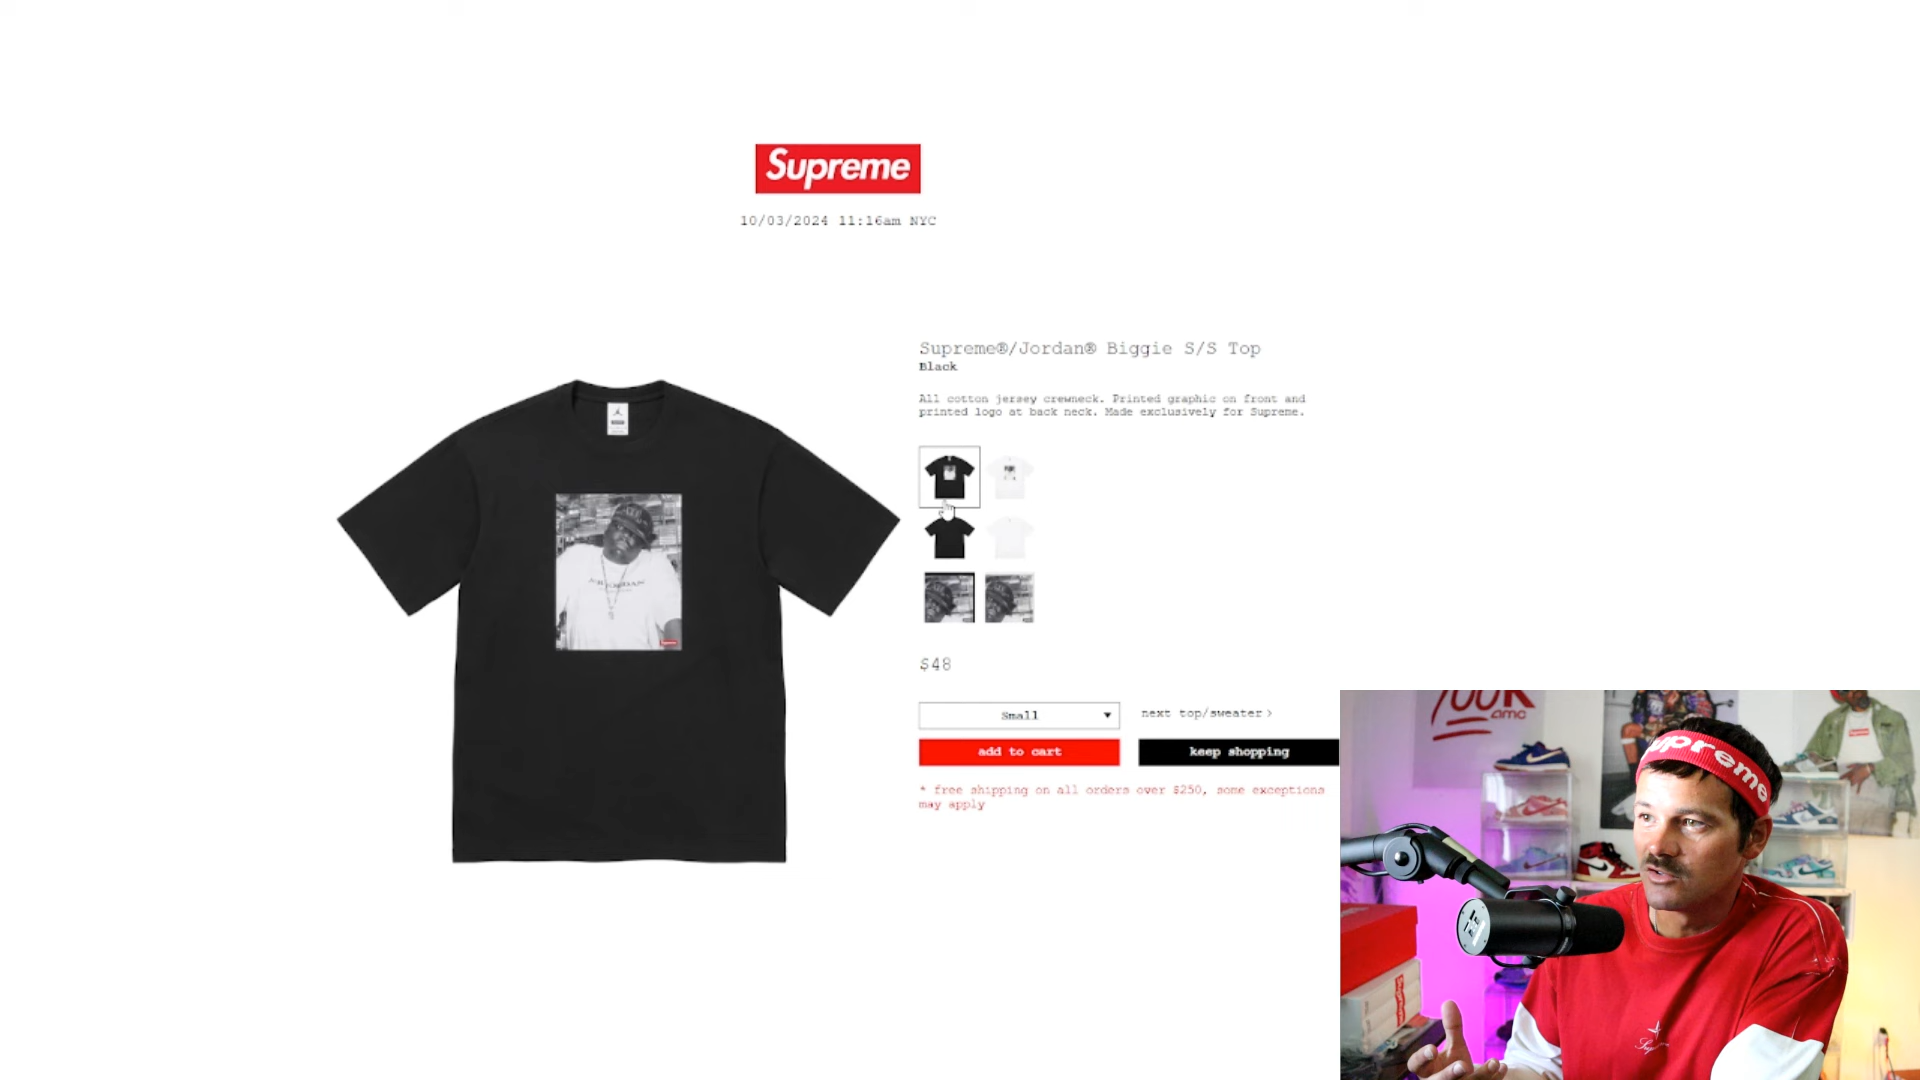 Supreme
10/03/2024 11:16am NYC
Supreme®/Jordan® Biggie S/S Top
Black
All cotton jersey crewneck. Printed graphic on front and
printed logo at back neck. Made exclusively for Supreme.
$48
Small
next top/sweater >
add to cart
keep shopping
* free shipping on all orders over $250, some exceptions
may apply
100K
amc
Supreme